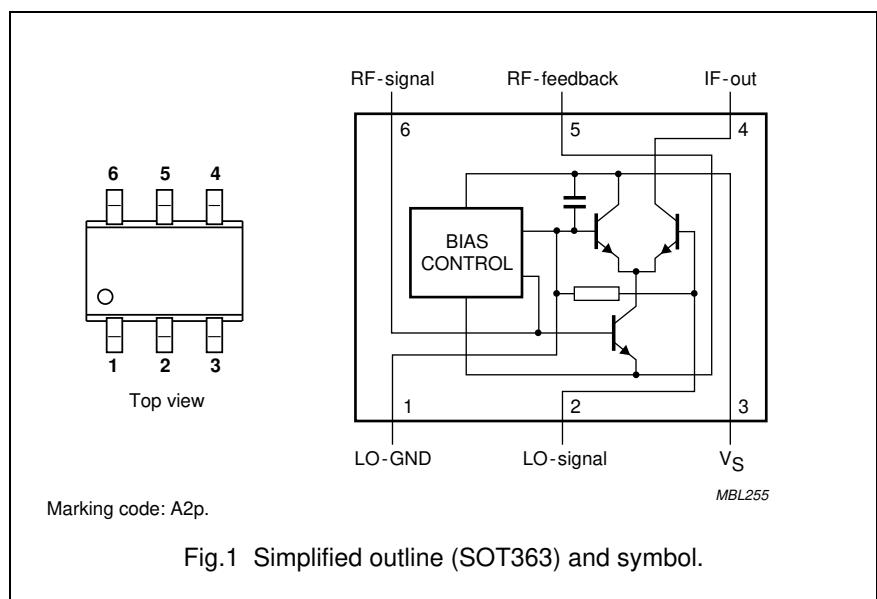 RF-signal RF-feedback IF-out
6 5 4
6 5 4
BIAS
CONTROL
1 2 3
Top view
1 2 3
LO-GND LO-signal VS
MBL255
Marking code: A2p.
Fig.1 Simplified outline (SOT363) and symbol.